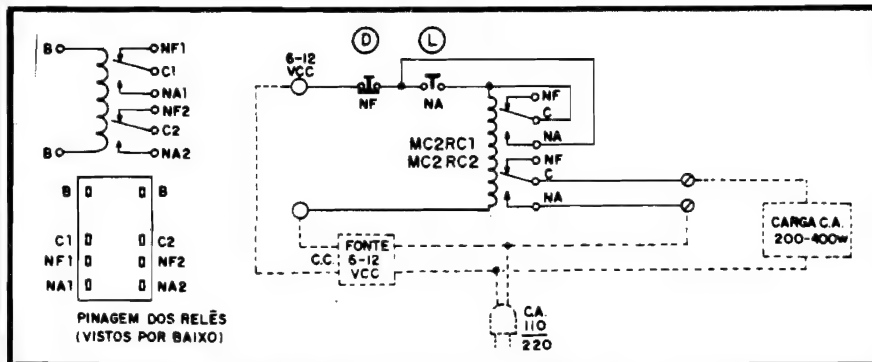 B
NF1
C1
NA1
NF2
C2
B
NA2
B B
C1 C2
NF1 NF2
NA1 NA2
PINAGEM DOS RELÊS
(VISTOS POR BAIXO)
D L
6-12
VCC
NF NA
NF
C
NA
MC2RC1
MC2RC2
NF
C
NA
C.C.
FONTE
6-12
VCC
CARGA C.A.
200-400w
C.A.
110
220